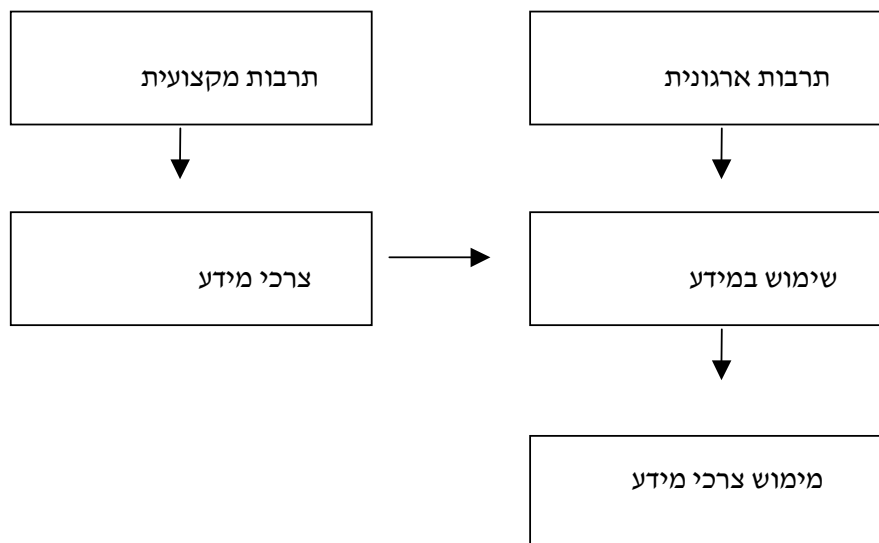 תרבות ארגונית
תרבות מקצועית
שימוש במידע
צרכי מידע
מימוש צרכי מידע